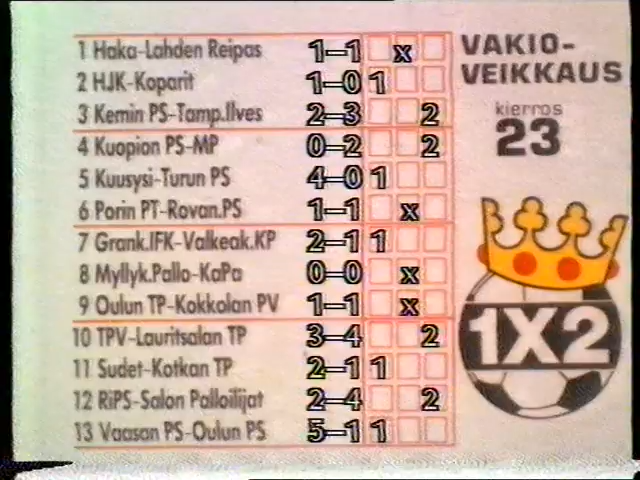 1 Haka-Lahden Reipas 1-1 x
2 HJK-Koparit 1-0 1
3 Kemin PS-Tamp.Ilves 2-3 2
4 Kuopion PS-MP 0-2 2
5 Kuusysi-Turun PS 4-0 1
6 Porin PT-Rovan.PS 1-1 x
7 Grank.IFK-Valkeak.KP 2-1 1
8 Myllyk.Pallo-KaPa 0-0 x
9 Oulun TP-Kokkolan PV 1-1 x
10 TPV-Lauritsalan TP 3-4 2
11 Sudet-Kotkan TP 2-1 1
12 RiPS-Salon Palloilijat 2-4 2
13 Vaasan PS-Oulun PS 5-1 1
VAKIO-
VEIKKAUS
kierros
23
1X2